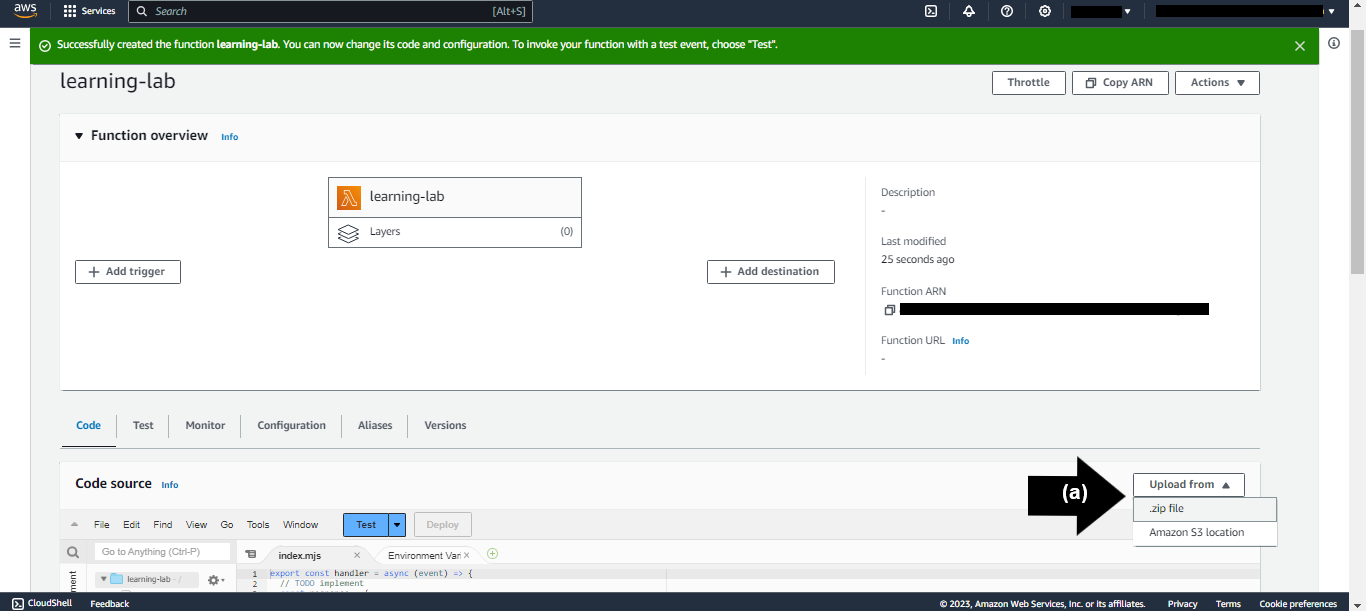 aws Services Search [Alt+S]
Successfully created the function learning-lab. You can now change its code and configuration. To invoke your function with a test event, choose "Test".
learning-lab
Throttle Copy ARN Actions
Function overview Info
learning-lab
Layers (0)
Add trigger
Add destination
Description
-
Last modified
25 seconds ago
Function ARN
Function URL Info
-
Code Test Monitor Configuration Aliases Versions
Code source Info
(a)
Upload from
.zip file
Amazon S3 location
File Edit Find View Go Tools Window Test Deploy
Go to Anything (Ctrl-P)
index.mjs Environment Vari
learning-lab - /
1 export const handler = async (event) => {
2 // TODO implement
CloudShell Feedback © 2023, Amazon Web Services, Inc. or its affiliates. Privacy Terms Cookie preferences